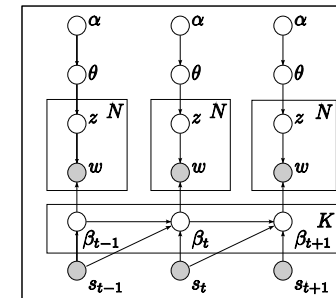 α α α
θ θ θ
N N N
z z z
w w w
K
β_{t−1} β_t β_{t+1}
s_{t−1} s_t s_{t+1}